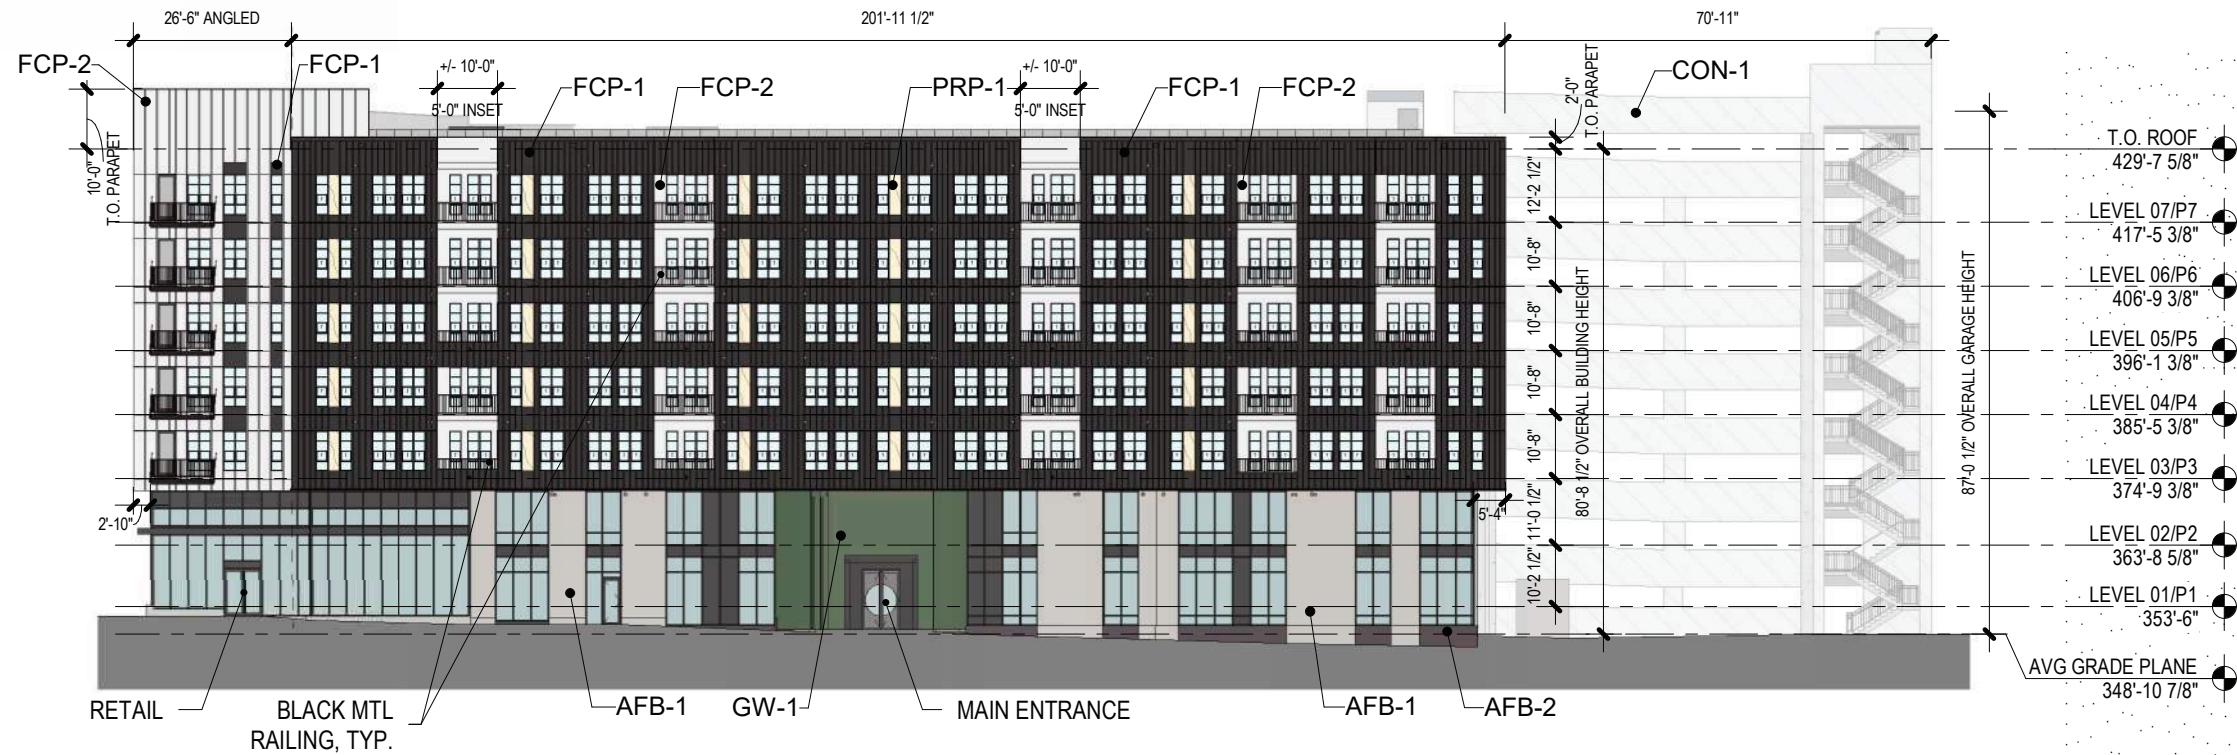 26'-6" ANGLED
201'-11 1/2"
70'-11"
FCP-2
FCP-1
+/- 10'-0"
5'-0" INSET
FCP-1
FCP-2
PRP-1
+/- 10'-0"
5'-0" INSET
FCP-1
FCP-2
2'-0"
T.O. PARAPET
CON-1
10'-0"
T.O. PARAPET
12'-2 1/2"
10'-8"
10'-8"
10'-8"
10'-8"
11'-0 1/2"
10'-2 1/2"
80'-8 1/2" OVERALL BUILDING HEIGHT
87'-0 1/2" OVERALL GARAGE HEIGHT
T.O. ROOF
429'-7 5/8"
LEVEL 07/P7
417'-5 3/8"
LEVEL 06/P6
406'-9 3/8"
LEVEL 05/P5
396'-1 3/8"
LEVEL 04/P4
385'-5 3/8"
LEVEL 03/P3
374'-9 3/8"
LEVEL 02/P2
363'-8 5/8"
LEVEL 01/P1
353'-6"
AVG GRADE PLANE
348'-10 7/8"
2'-10"
5'-4"
RETAIL
BLACK MTL
RAILING, TYP.
AFB-1
GW-1
MAIN ENTRANCE
AFB-1
AFB-2